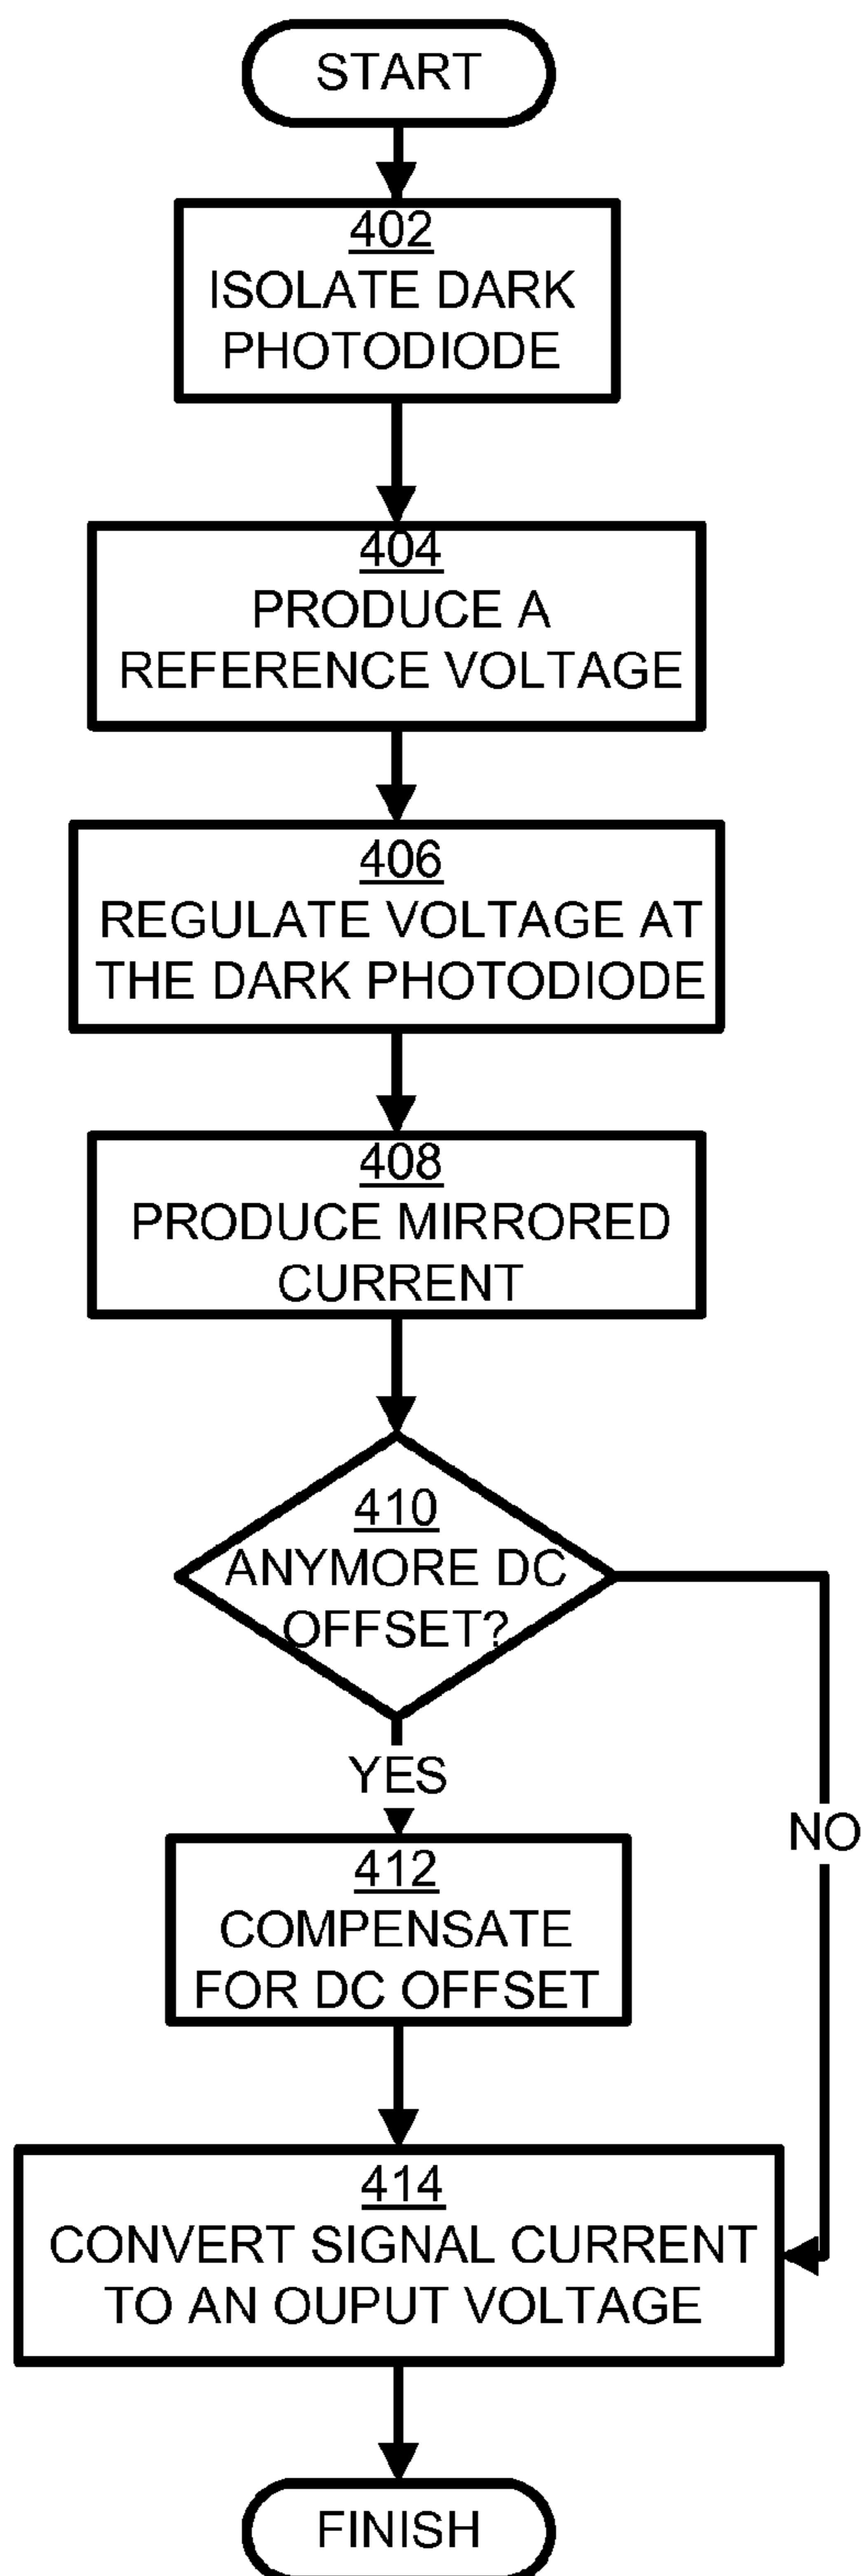 START
402
ISOLATE DARK
PHOTODIODE
404
PRODUCE A
REFERENCE VOLTAGE
406
REGULATE VOLTAGE AT
THE DARK PHOTODIODE
408
PRODUCE MIRRORED
CURRENT
410
ANYMORE DC
OFFSET?
YES
NO
412
COMPENSATE
FOR DC OFFSET
414
CONVERT SIGNAL CURRENT
TO AN OUPUT VOLTAGE
FINISH